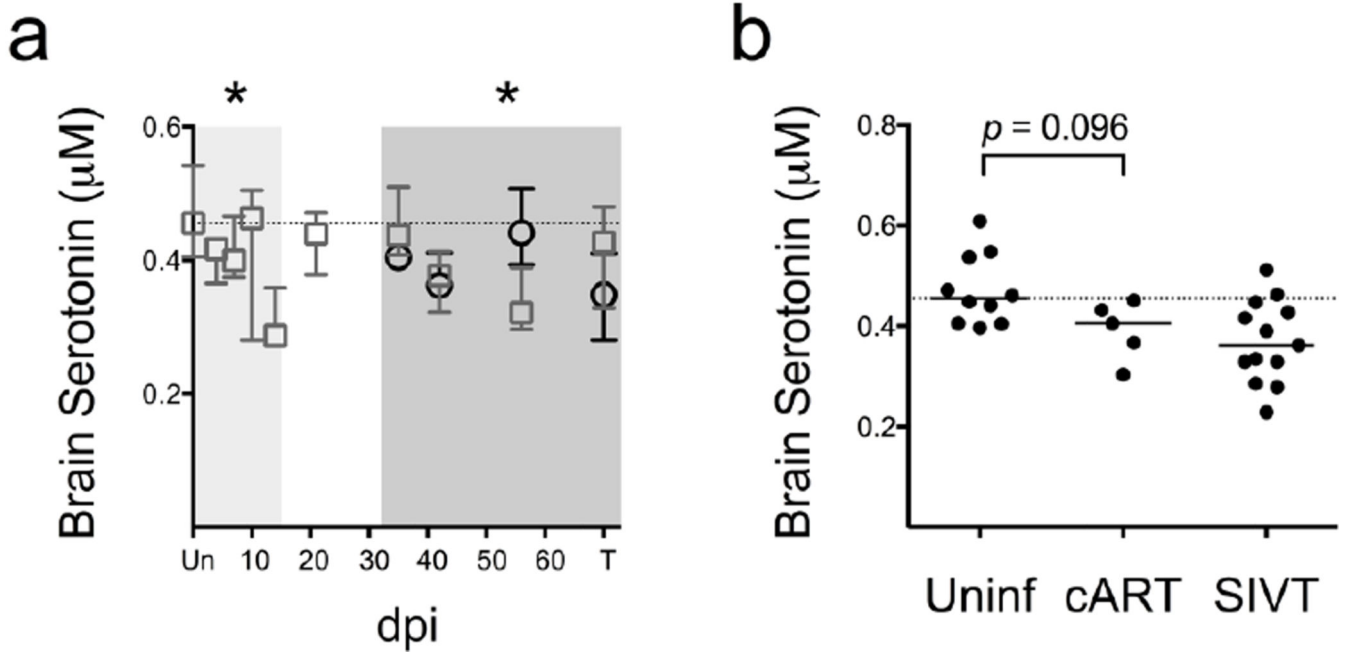 a
* *
Brain Serotonin (μM)
0.6
0.4
0.2
Un 10 20 30 40 50 60 T
dpi
b
Brain Serotonin (μM)
p = 0.096
0.8
0.6
0.4
0.2
Uninf cART SIVT